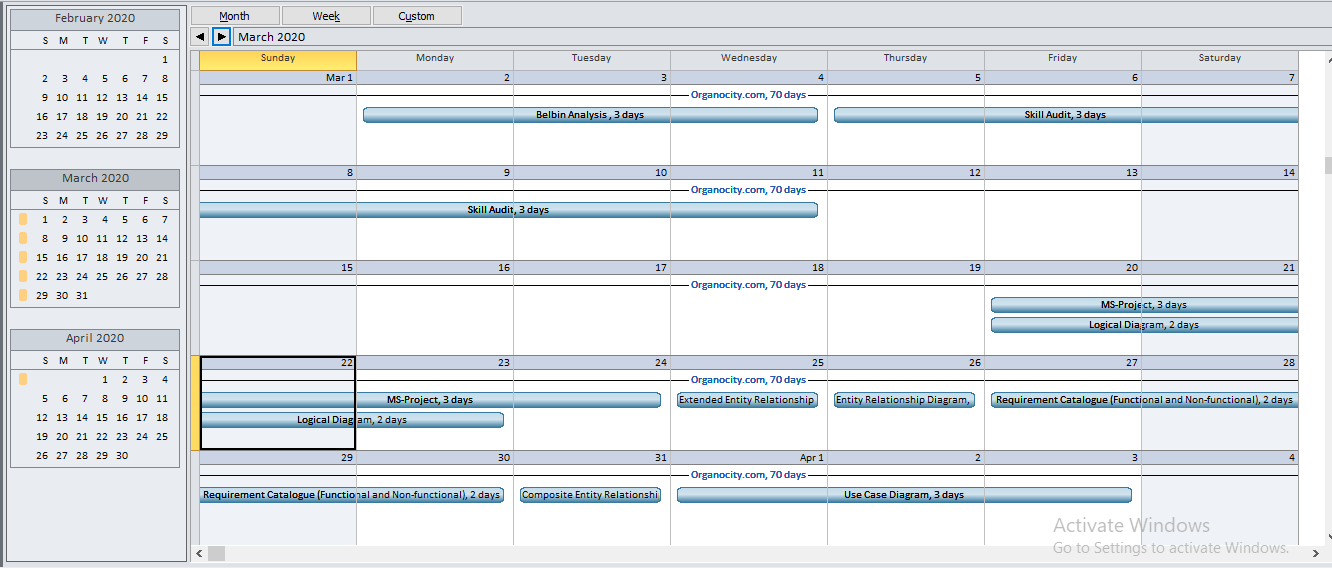 February 2020
S M T W T F S
1
2 3 4 5 6 7 8
9 10 11 12 13 14 15
16 17 18 19 20 21 22
23 24 25 26 27 28 29
March 2020
S M T W T F S
1 2 3 4 5 6 7
8 9 10 11 12 13 14
15 16 17 18 19 20 21
22 23 24 25 26 27 28
29 30 31
April 2020
S M T W T F S
1 2 3 4
5 6 7 8 9 10 11
12 13 14 15 16 17 18
19 20 21 22 23 24 25
26 27 28 29 30
Month Week Custom
March 2020
Sunday Monday Tuesday Wednesday Thursday Friday Saturday
Mar 1 2 3 4 5 6 7
Organocity.com, 70 days
Belbin Analysis , 3 days Skill Audit, 3 days
8 9 10 11 12 13 14
Organocity.com, 70 days
Skill Audit, 3 days
15 16 17 18 19 20 21
Organocity.com, 70 days
MS-Project, 3 days
Logical Diagram, 2 days
22 23 24 25 26 27 28
Organocity.com, 70 days
MS-Project, 3 days Extended Entity Relationship Entity Relationship Diagram, Requirement Catalogue (Functional and Non-functional), 2 days
Logical Diagram, 2 days
29 30 31 Apr 1 2 3 4
Organocity.com, 70 days
Requirement Catalogue (Functional and Non-functional), 2 days Composite Entity Relationshi Use Case Diagram, 3 days
Activate Windows
Go to Settings to activate Windows.